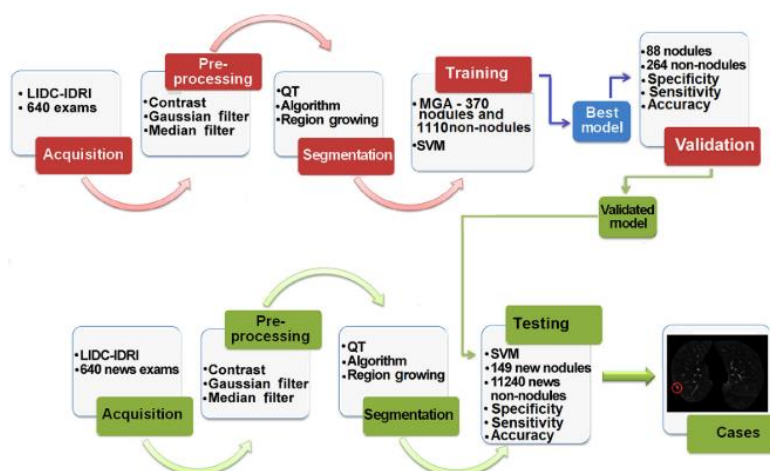 Pre-
processing
• LIDC-IDRI
• 640 exams
Acquisition
•Contrast
•Gaussian filter
•Median filter
•QT
•Algorithm
•Region growing
Segmentation
Training
• MGA - 370
nodules and
1110non-nodules
•SVM
Best
model
•88 nodules
•264 non-nodules
•Specificity
• Sensitivity
•Accuracy
Validation
Validated
model
Pre-
processing
•LIDC-IDRI
•640 news exams
Acquisition
•Contrast
•Gaussian filter
•Median filter
•QT
•Algorithm
•Region growing
Segmentation
Testing
•SVM
•149 new nodules
•11240 news
non-nodules
•Specificity
•Sensitivity
•Accuracy
Cases